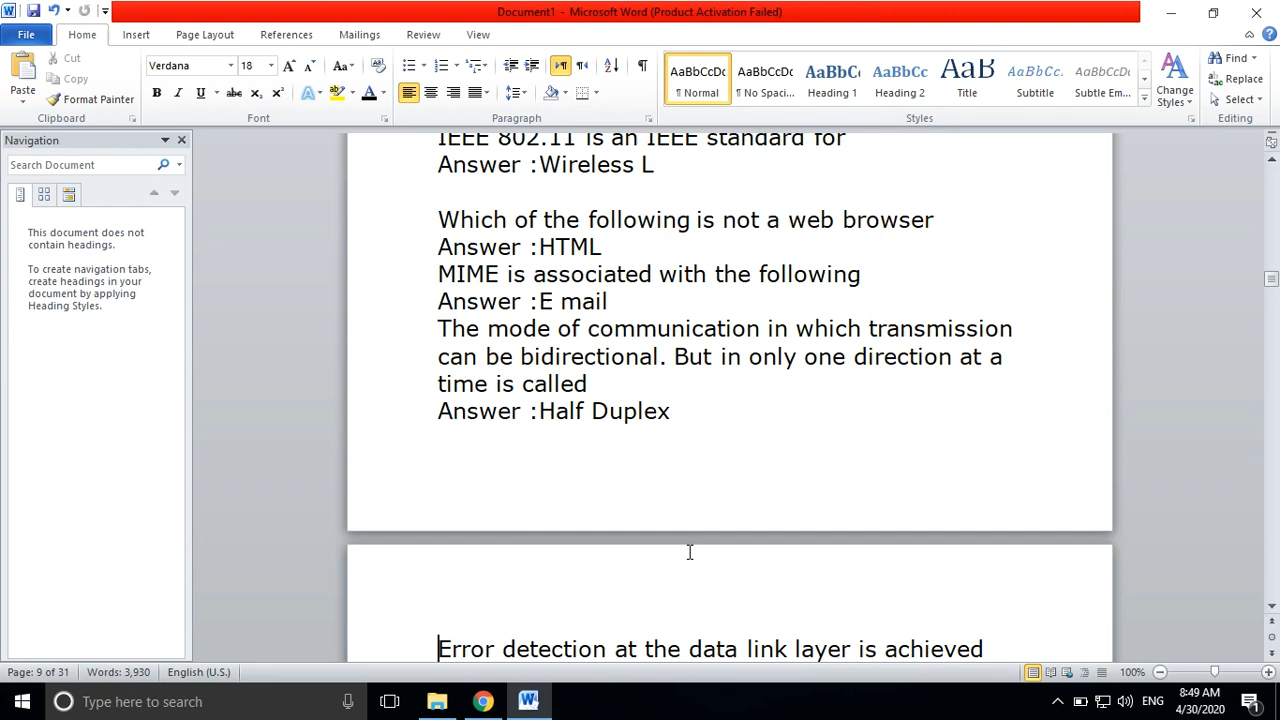 Document1 - Microsoft Word (Product Activation Failed)
File Home Insert Page Layout References Mailings Review View
Paste
Cut
Copy
Format Painter
Clipboard
Verdana 18
Font
Paragraph
AaBbCcDc AaBbCcDc AaBbCc AaBbCc AaB AaBbCc. AaBbCcDc
¶ Normal ¶ No Spaci... Heading 1 Heading 2 Title Subtitle Subtle Em...
Change
Styles
Styles
Find
Replace
Select
Editing
Navigation
Search Document
This document does not
contain headings.
To create navigation tabs,
create headings in your
document by applying
Heading Styles.
IEEE 802.11 is an IEEE standard for
Answer :Wireless L
Which of the following is not a web browser
Answer :HTML
MIME is associated with the following
Answer :E mail
The mode of communication in which transmission
can be bidirectional. But in only one direction at a
time is called
Answer :Half Duplex
Error detection at the data link layer is achieved
Page: 9 of 31 Words: 3,930 English (U.S.) 100%
Type here to search
ENG
8:49 AM
4/30/2020